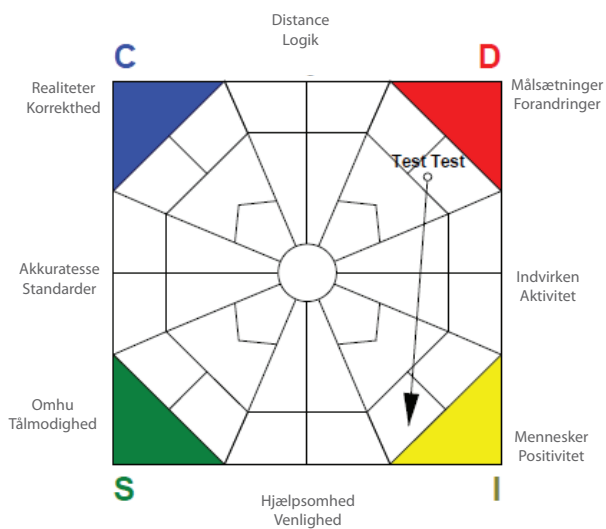 Distance
Logik
C
D
Realiteter
Korrekthed
Målsætninger
Forandringer
Test Test
Akkuratesse
Standarder
Indvirken
Aktivitet
Omhu
Tålmodighed
Mennesker
Positivitet
S
I
Hjælpsomhed
Venlighed